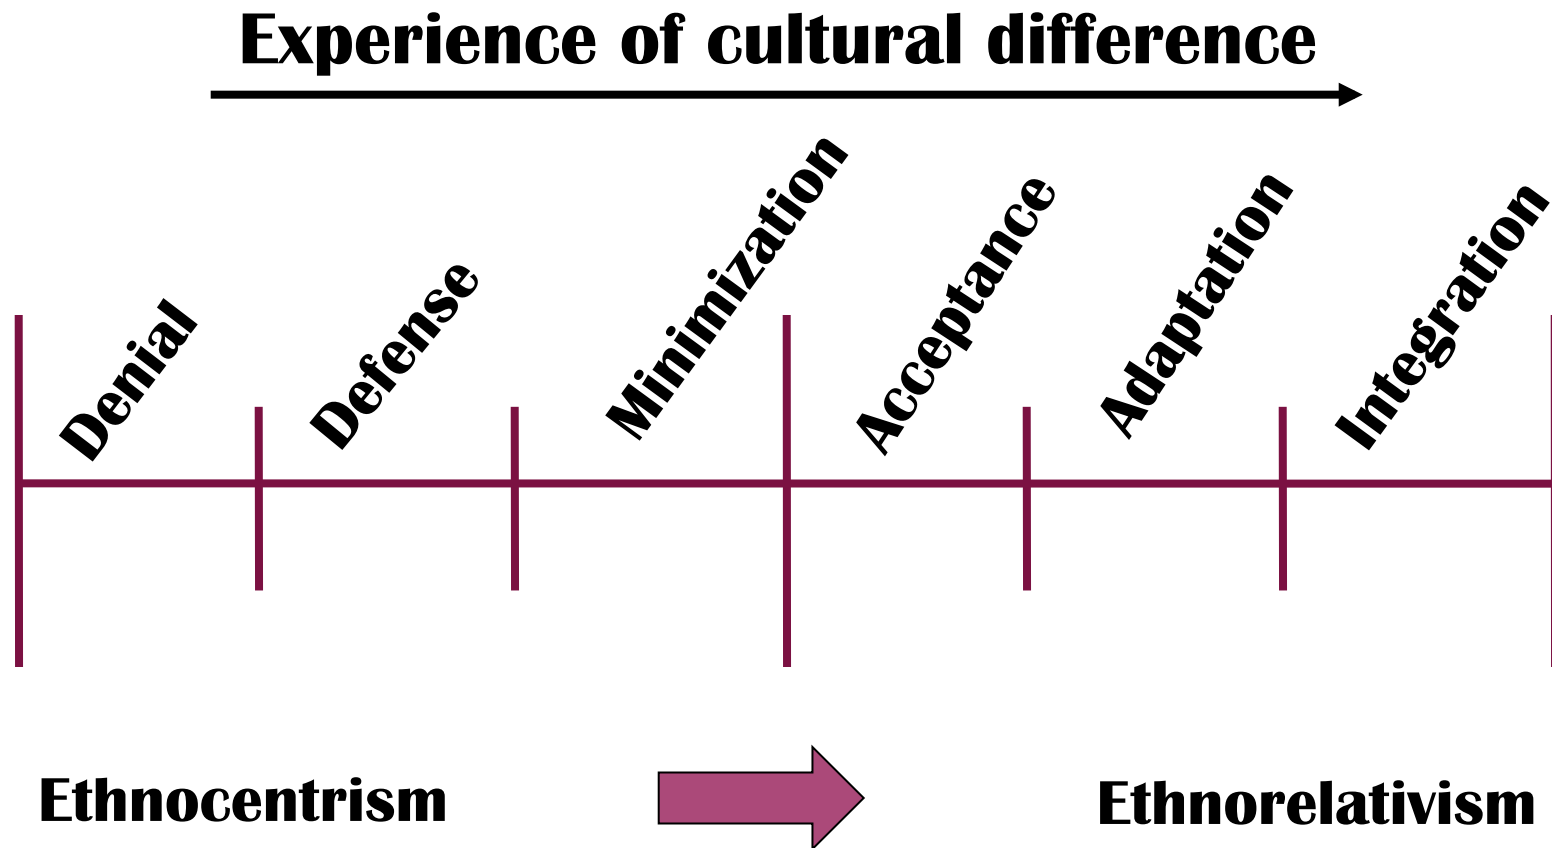 Experience of cultural difference
Denial
Defense
Minimization
Acceptance
Adaptation
Integration
Ethnocentrism
Ethnorelativism